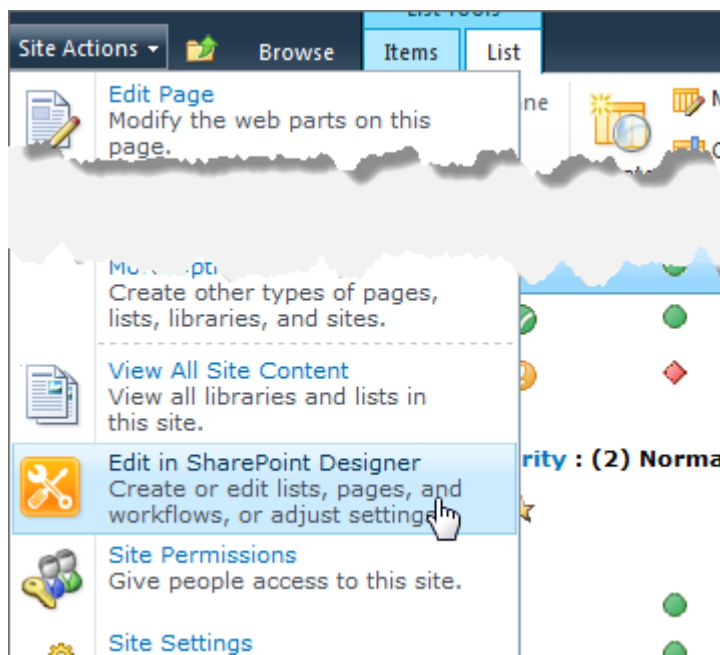 List Tools
Site Actions Browse Items List
Edit Page
Modify the web parts on this
page.
Create other types of pages,
lists, libraries, and sites.
View All Site Content
View all libraries and lists in
this site.
Edit in SharePoint Designer
Create or edit lists, pages, and
workflows, or adjust setting
rity : (2) Norma
Site Permissions
Give people access to this site.
Site Settings